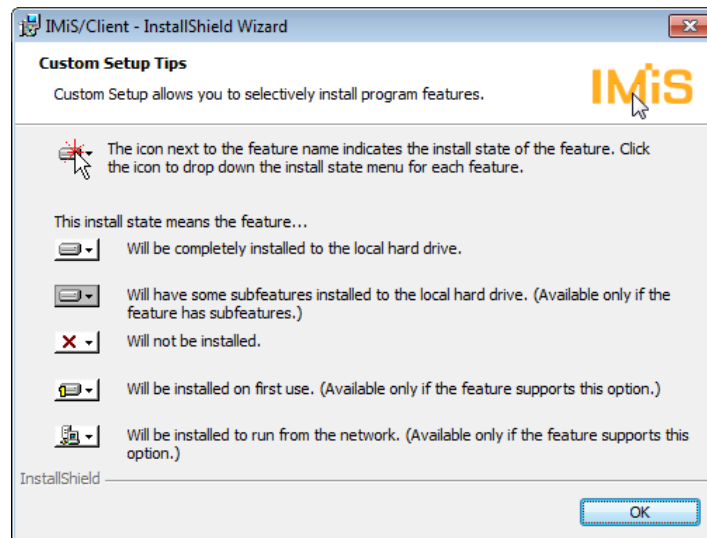 IMiS/Client - InstallShield Wizard
Custom Setup Tips
Custom Setup allows you to selectively install program features.
IMiS
The icon next to the feature name indicates the install state of the feature. Click
the icon to drop down the install state menu for each feature.
This install state means the feature...
Will be completely installed to the local hard drive.
Will have some subfeatures installed to the local hard drive. (Available only if the
feature has subfeatures.)
Will not be installed.
Will be installed on first use. (Available only if the feature supports this option.)
Will be installed to run from the network. (Available only if the feature supports this
option.)
InstallShield
OK